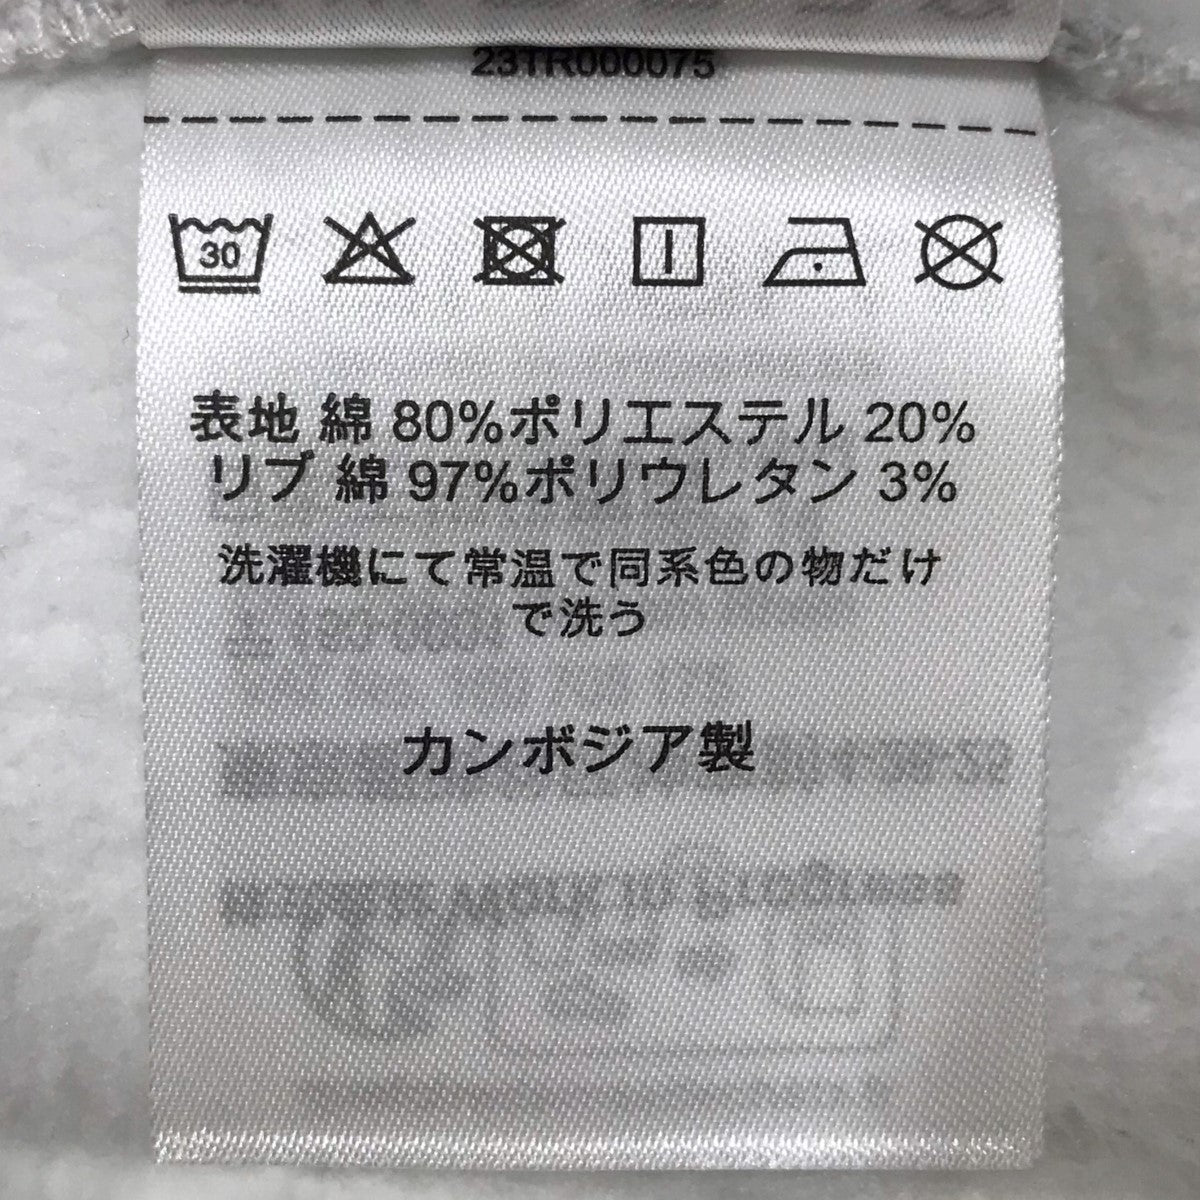 23TR000075
30
表地 綿 80%ポリエステル 20%
リブ 綿 97%ポリウレタン 3%
洗濯機にて常温で同系色の物だけ
で洗う
カンボジア製